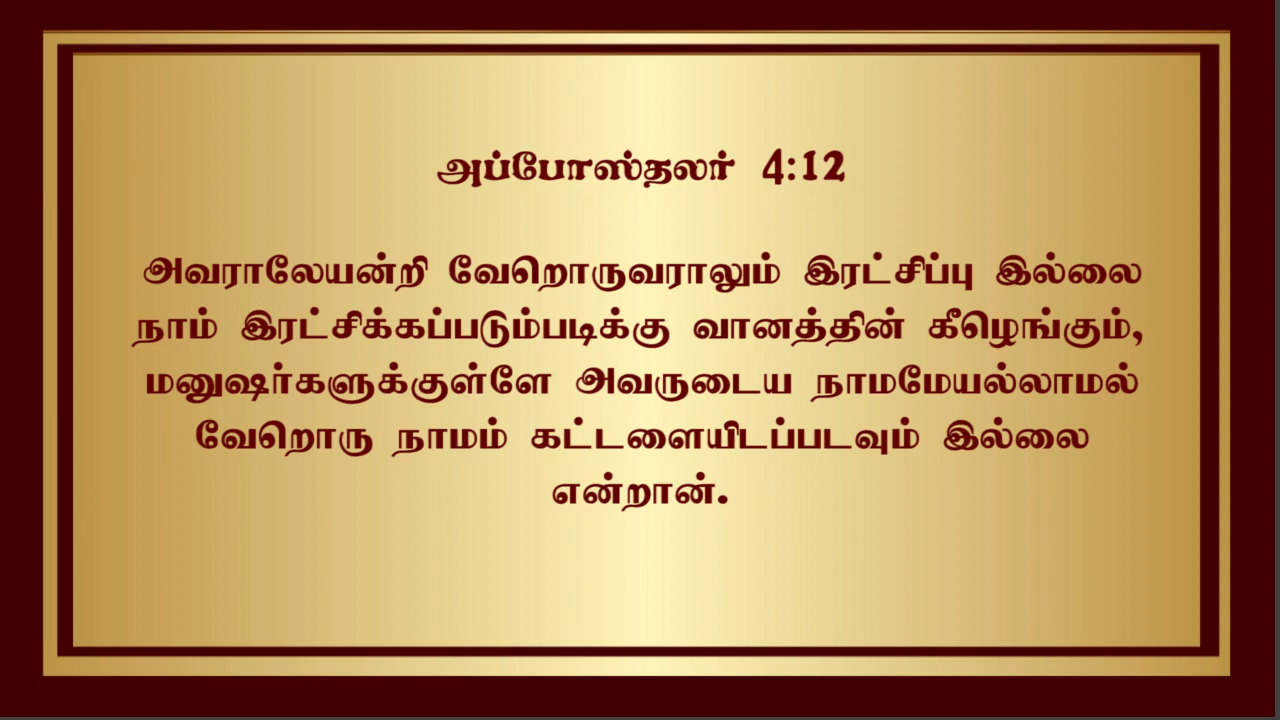 அப்போஸ்தலர் 4:12
அவராலேயன்றி வேறொருவராலும் இரட்சிப்பு இல்லை
நாம் இரட்சிக்கப்படும்படிக்கு வானத்தின் கீழெங்கும்,
மனுஷர்களுக்குள்ளே அவருடைய நாமமேயல்லாமல்
வேறொரு நாமம் கட்டளையிடப்படவும் இல்லை
என்றான்.